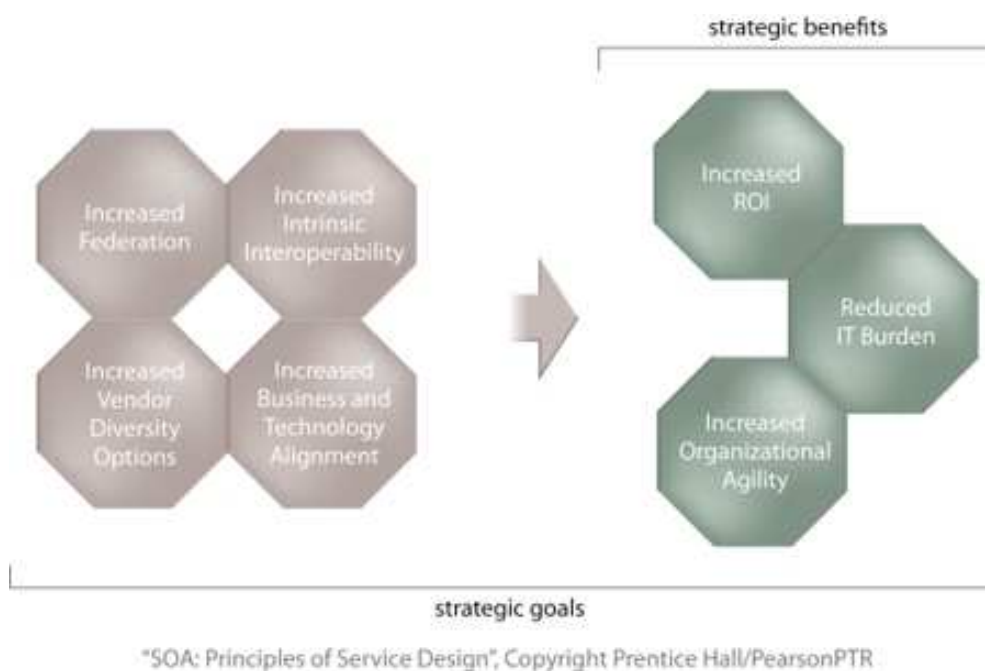 strategic benefits
Increased
Federation
Increased
Intrinsic
Interoperability
Increased
Vendor
Diversity
Options
Increased
Business and
Technology
Alignment
Increased
ROI
Reduced
IT Burden
Increased
Organizational
Agility
strategic goals
"SOA: Principles of Service Design", Copyright Prentice Hall/PearsonPTR